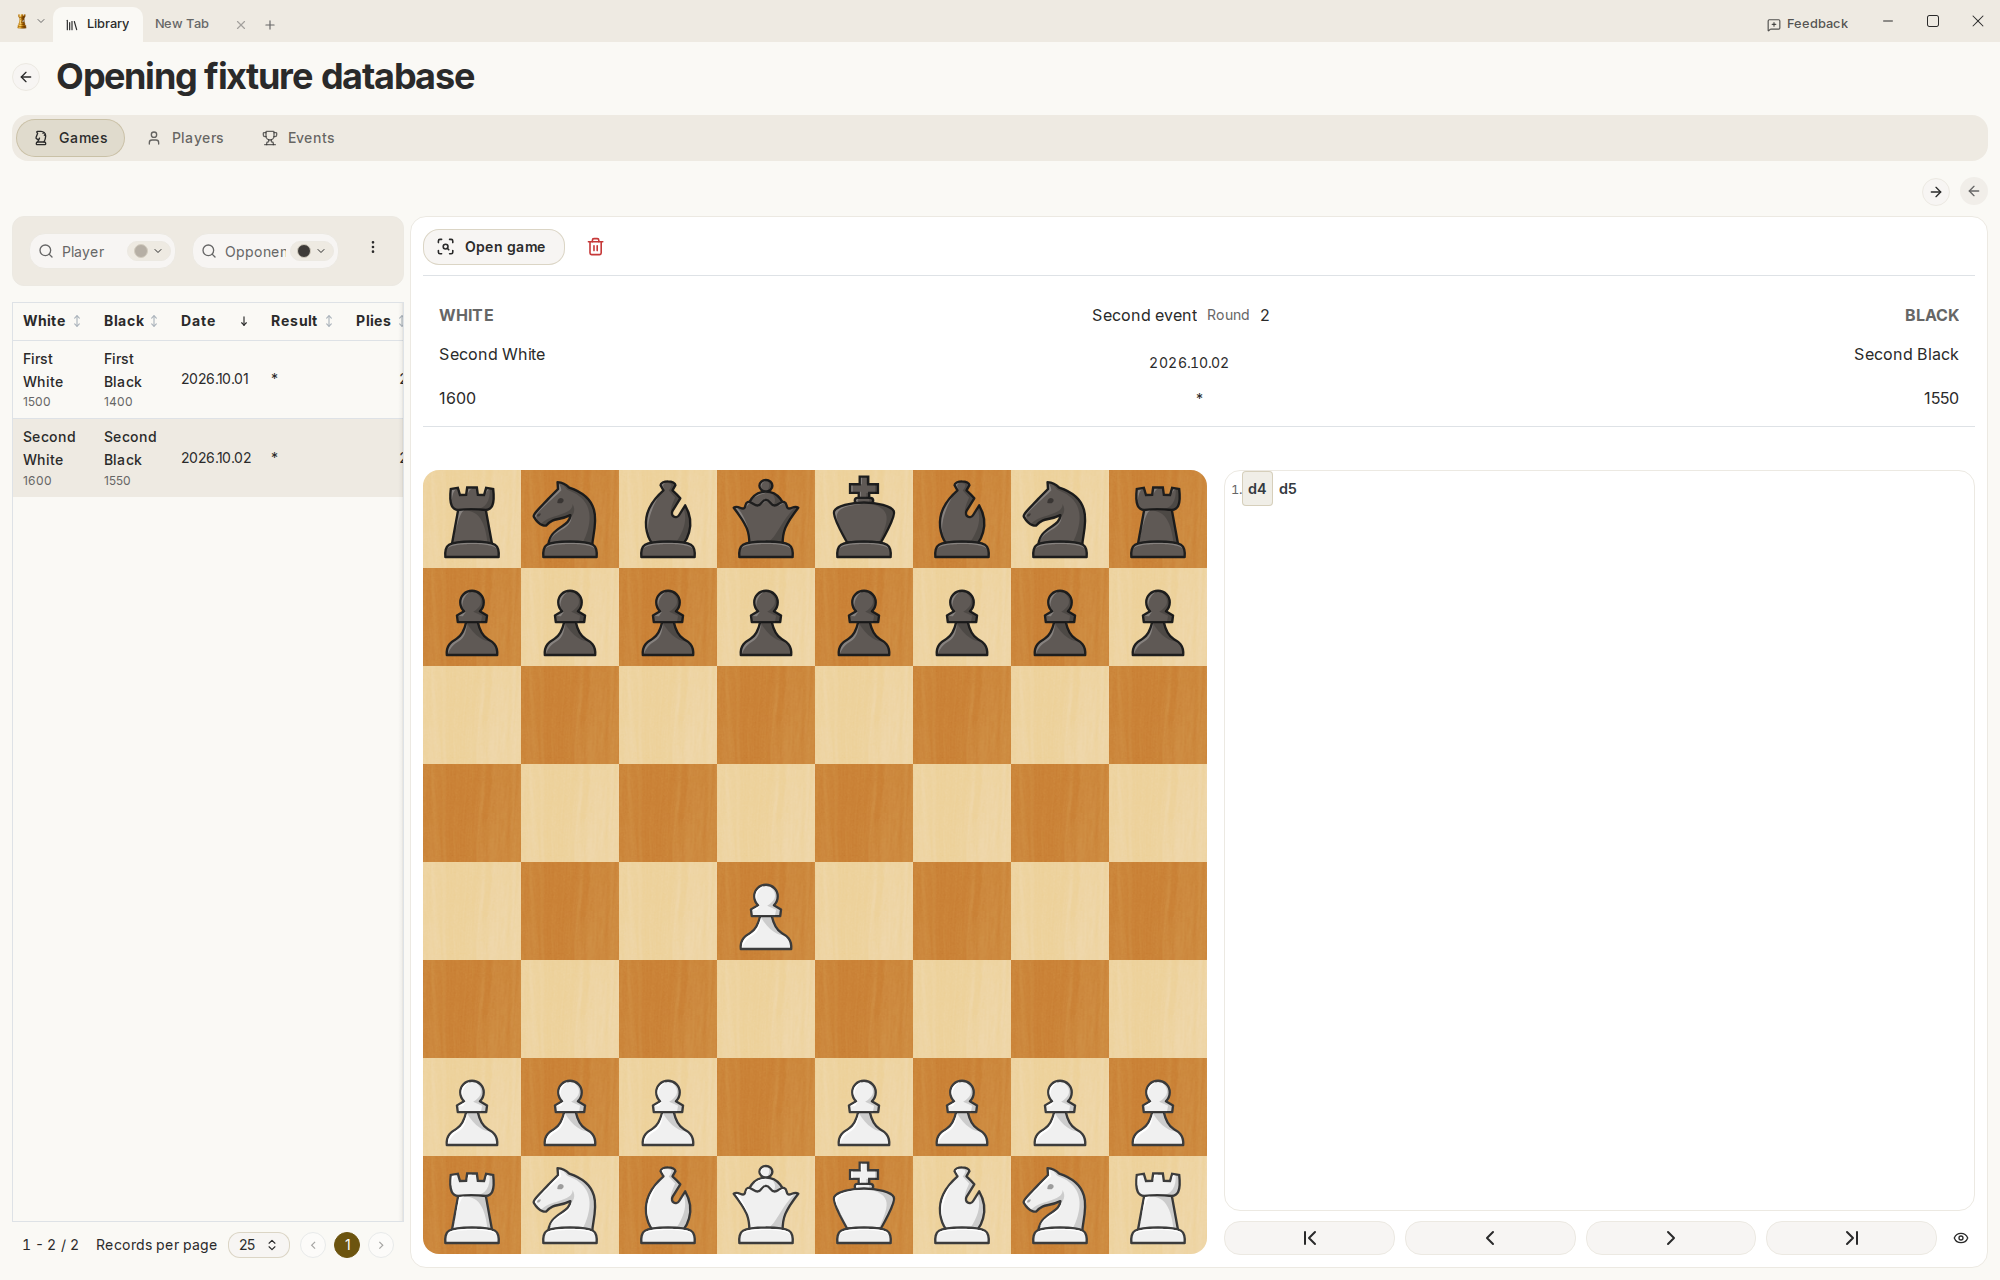 Library
New Tab
Feedback
Opening fixture database
Games
Players
Events
Player
Opponen
Open game
WHITE
Second event Round 2
BLACK
Second White
2026.10.02
Second Black
1600
*
1550
White
Black
Date
Result
Plies
First White
1500
First Black
1400
2026.10.01
*
Second White
1600
Second Black
1550
2026.10.02
*
1. d4 d5
1 - 2 / 2
Records per page
25
1